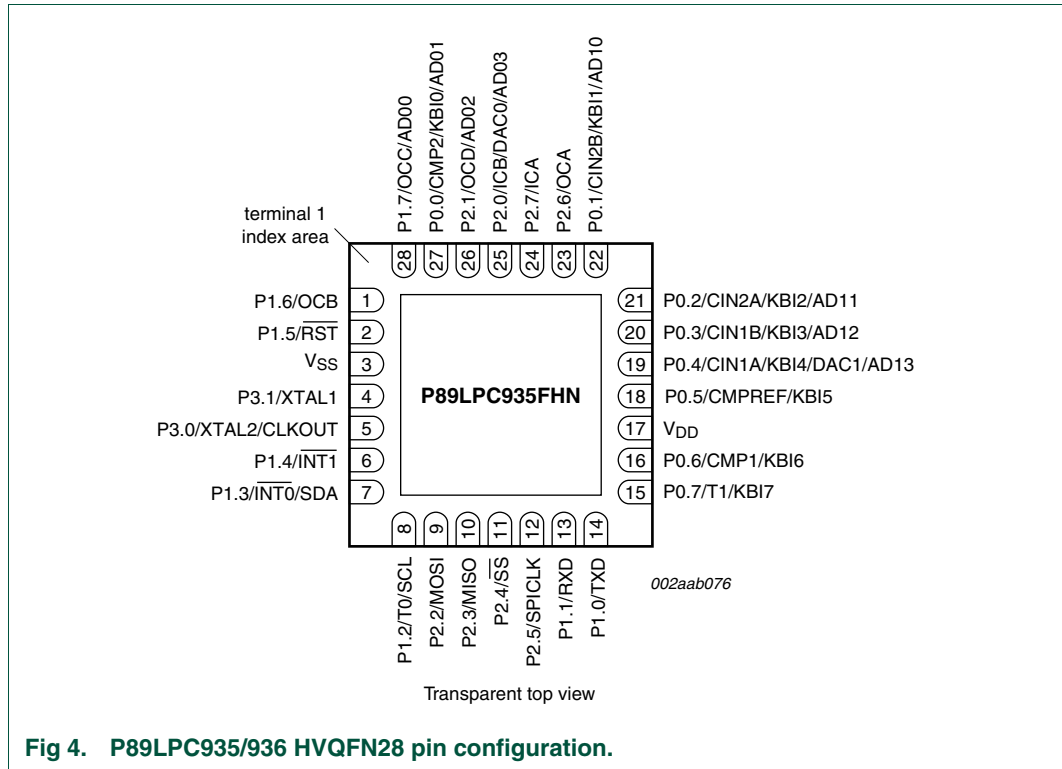 P1.7/OCC/AD00
P0.0/CMP2/KBI0/AD01
P2.1/OCD/AD02
P2.0/ICB/DAC0/AD03
P2.7/ICA
P2.6/OCA
P0.1/CIN2B/KBI1/AD10
terminal 1
index area
28
27
26
25
24
23
22
P1.6/OCB
1
P1.5/R̅S̅T̅
2
VSS
3
P3.1/XTAL1
4
P3.0/XTAL2/CLKOUT
5
P1.4/I̅N̅T̅1̅
6
P1.3/I̅N̅T̅0̅/SDA
7
P89LPC935FHN
21
P0.2/CIN2A/KBI2/AD11
20
P0.3/CIN1B/KBI3/AD12
19
P0.4/CIN1A/KBI4/DAC1/AD13
18
P0.5/CMPREF/KBI5
17
VDD
16
P0.6/CMP1/KBI6
15
P0.7/T1/KBI7
8
9
10
11
12
13
14
P1.2/T0/SCL
P2.2/MOSI
P2.3/MISO
P2.4/S̅S̅
P2.5/SPICLK
P1.1/RXD
P1.0/TXD
002aab076
Transparent top view
Fig 4. P89LPC935/936 HVQFN28 pin configuration.